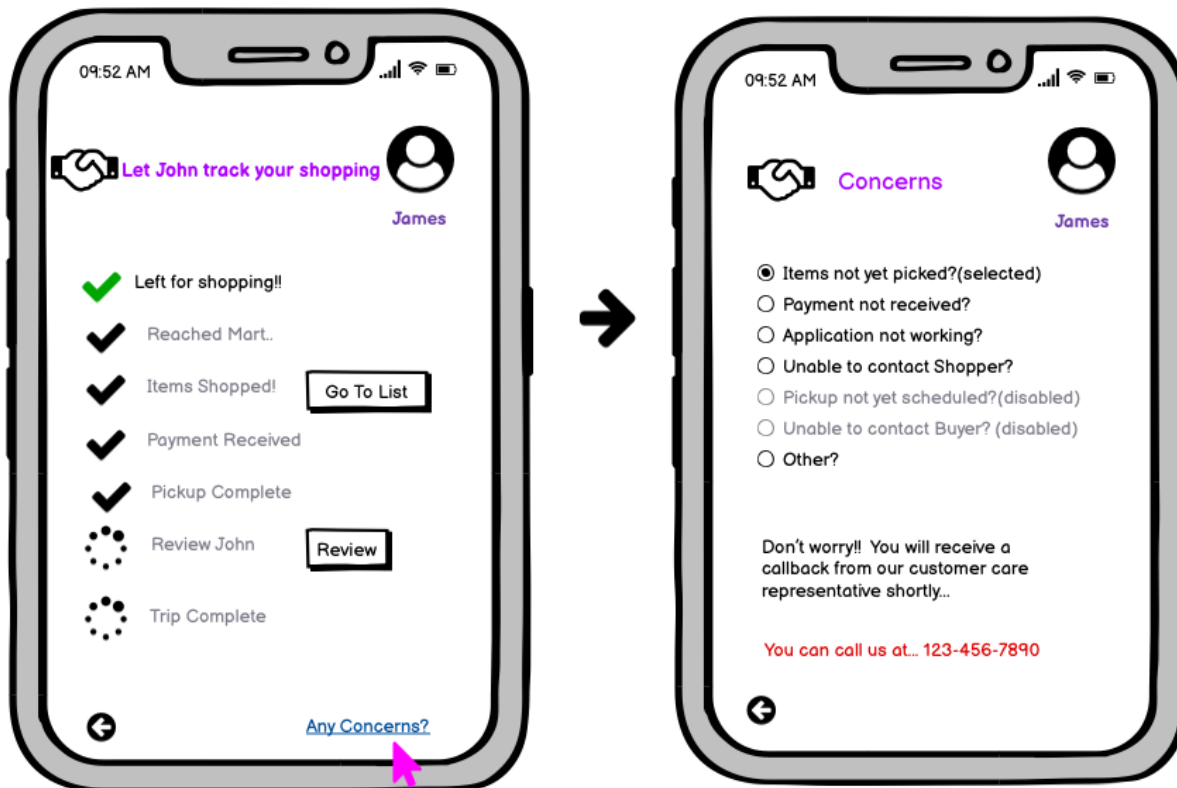 09:52 AM
Let John track your shopping
James
Left for shopping!!
Reached Mart..
Items Shopped!
Go To List
Payment Received
Pickup Complete
Review John
Review
Trip Complete
Any Concerns?
09:52 AM
Concerns
James
Items not yet picked?(selected)
Payment not received?
Application not working?
Unable to contact Shopper?
Pickup not yet scheduled?(disabled)
Unable to contact Buyer? (disabled)
Other?
Don't worry!! You will receive a
callback from our customer care
representative shortly...
You can call us at... 123-456-7890